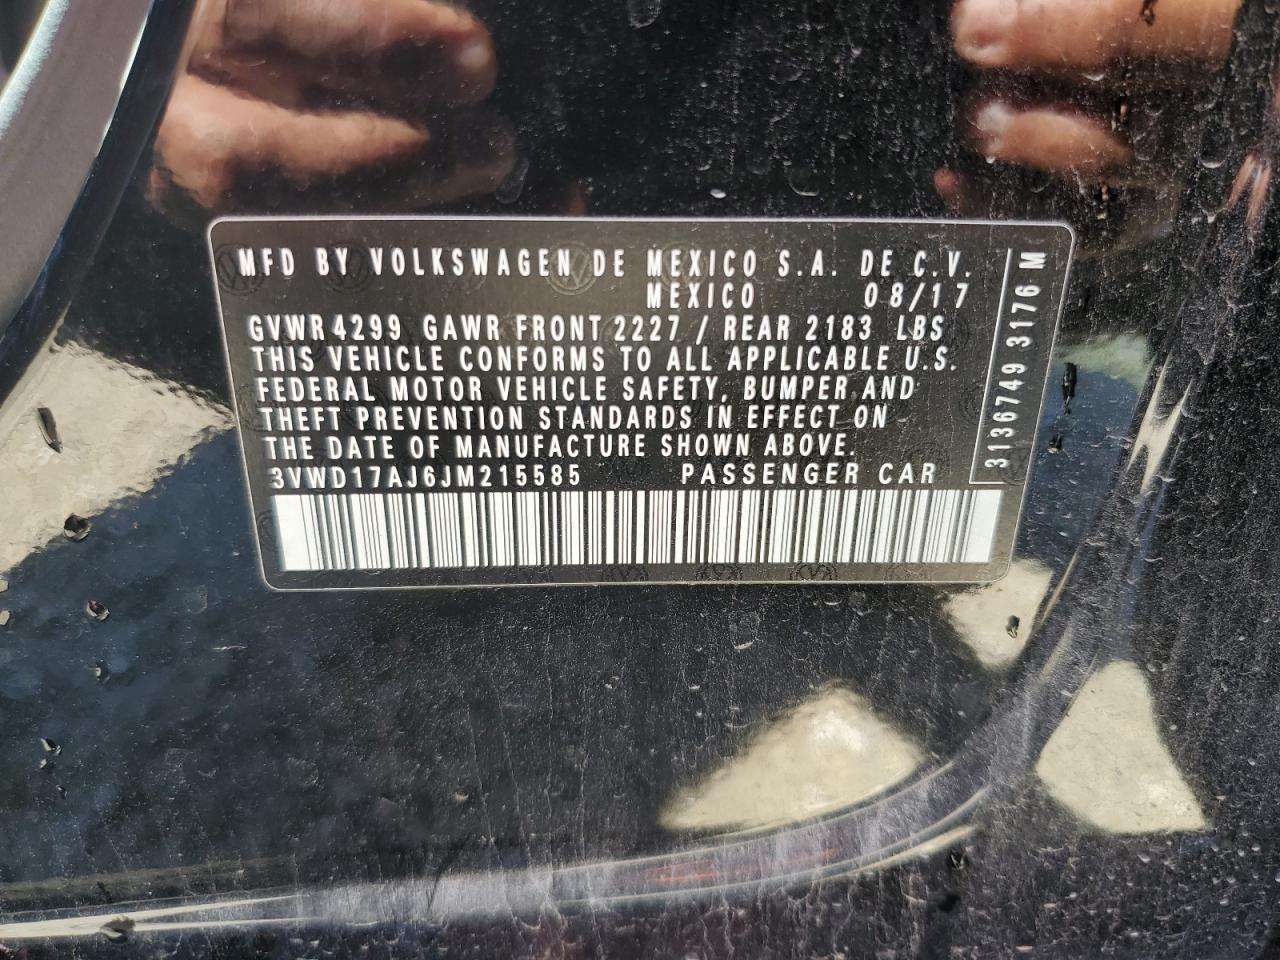 MFD BY VOLKSWAGEN DE MEXICO S.A. DE C.V.
MEXICO 08/17
GVWR 4299 GAWR FRONT 2227 / REAR 2183 LBS
THIS VEHICLE CONFORMS TO ALL APPLICABLE U.S.
FEDERAL MOTOR VEHICLE SAFETY, BUMPER AND
THEFT PREVENTION STANDARDS IN EFFECT ON
THE DATE OF MANUFACTURE SHOWN ABOVE.
3VWD17AJ6JM215585 PASSENGER CAR
3136749 3176 M